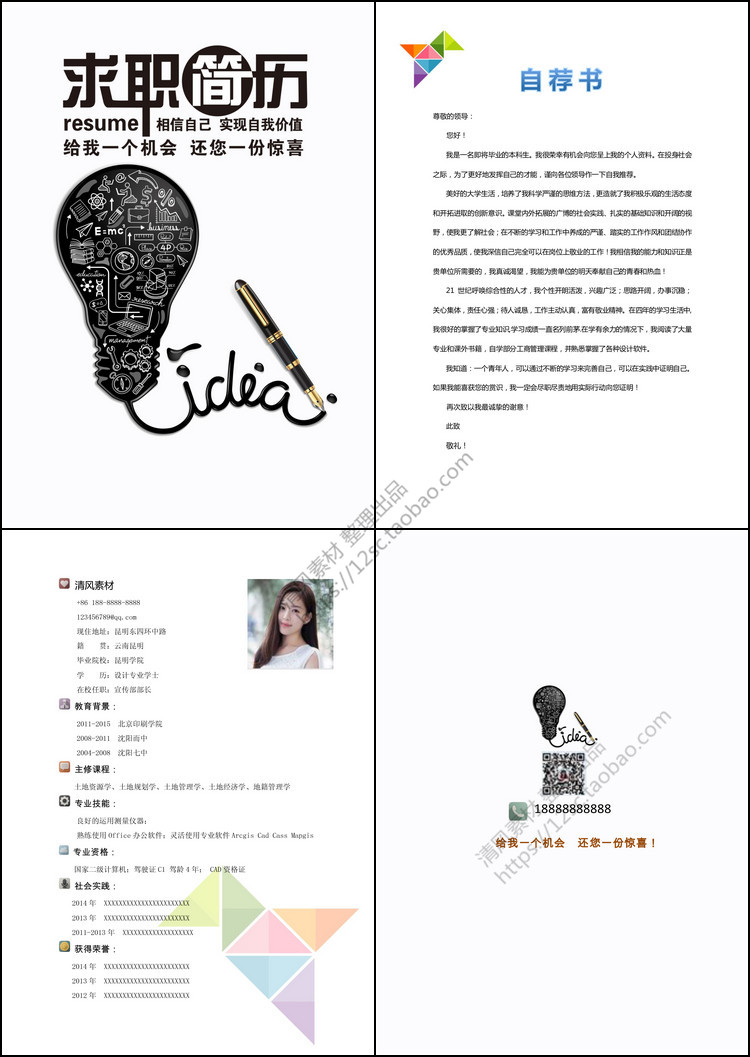 求职简历
resume 相信自己 实现自我价值
给我一个机会 还您一份惊喜
E=mc²
business
education
research
management
idea
自荐书
尊敬的领导：
您好！
我是一名即将毕业的本科生。我很荣幸有机会向您呈上我的个人资料。在投身社会
之际，为了更好地发挥自己的才能，谨向各位领导作一下自我推荐。
美好的大学生活，培养了我科学严谨的思维方法，更造就了我积极乐观的生活态度
和开拓进取的创新意识。课堂内外拓展的广博的社会实践、扎实的基础知识和开阔的视
野，使我更了解社会；在不断的学习和工作中养成的严谨、踏实的工作作风和团结协作
的优秀品质，使我深信自己完全可以在岗位上敬业的工作！我相信我的能力和知识正是
贵单位所需要的，我真诚渴望，我能为贵单位的明天奉献自己的青春和热血！
21 世纪呼唤综合性的人才，我个性开朗活泼，兴趣广泛；思路开阔，办事沉稳；
关心集体，责任心强；待人诚恳，工作主动认真，富有敬业精神。在四年的学习生活中,
我很好的掌握了专业知识,学习成绩一直名列前茅.在学有余力的情况下，我阅读了大量
专业和课外书籍，自学部分工商管理课程，并熟悉掌握了各种设计软件。
我知道：一个青年人，可以通过不断的学习来完善自己，可以在实践中证明自己。
如果我能喜获您的赏识，我一定会尽职尽责地用实际行动向您证明！
再次致以我最诚挚的谢意！
此致
敬礼！
清风素材 整理出品
https://12sc.taobao.com
清风素材
+86 188-8888-8888
123456789@qq.com
现住地址：昆明东四环中路
籍 贯：云南昆明
毕业院校：昆明学院
学 历：设计专业学士
在校任职：宣传部部长
教育背景：
2011-2015 北京印刷学院
2008-2011 沈阳而中
2004-2008 沈阳七中
主修课程：
土地资源学、土地规划学、土地管理学、土地经济学、地籍管理学
专业技能：
良好的运用测量仪器；
熟练使用Office办公软件；灵活使用专业软件Arcgis Cad Cass Mapgis
专业资格：
国家二级计算机；驾驶证C1 驾龄4年； CAD资格证
社会实践：
2014 年 XXXXXXXXXXXXXXXXXXXXXXX
2013 年 XXXXXXXXXXXXXXXXXXXXXXX
2011-2013 年 XXXXXXXXXXXXXXXXXXX
获得荣誉：
2014 年 XXXXXXXXXXXXXXXXXXXXXXX
2013 年 XXXXXXXXXXXXXXXXXXXXXXX
2012 年 XXXXXXXXXXXXXXXXXXXXXXX
idea
18888888888
给我一个机会 还您一份惊喜！
清风素材 整理出品
https://12sc.taobao.com